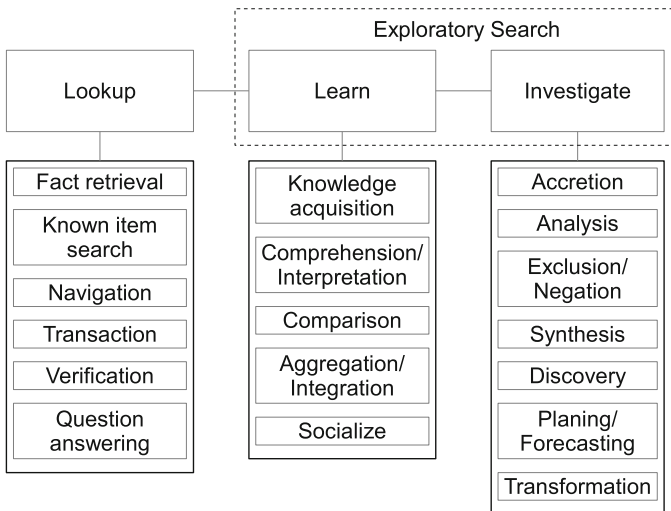 Exploratory Search
Lookup
Learn
Investigate
Fact retrieval
Known item
search
Navigation
Transaction
Verification
Question
answering
Knowledge
acquisition
Comprehension/
Interpretation
Comparison
Aggregation/
Integration
Socialize
Accretion
Analysis
Exclusion/
Negation
Synthesis
Discovery
Planing/
Forecasting
Transformation